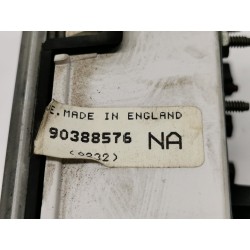 E. MADE IN ENGLAND
90388576 NA